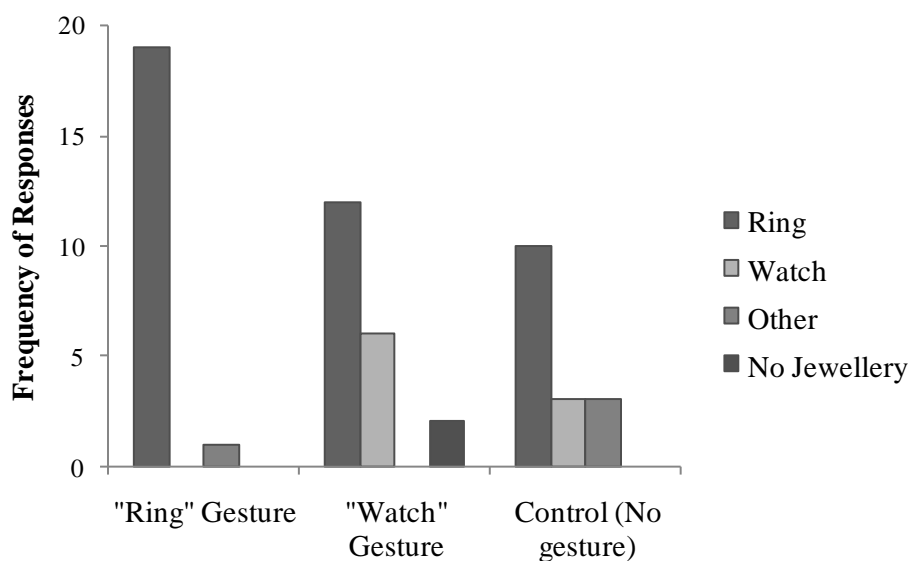 20
15
10
5
0
Frequency of Responses
"Ring" Gesture
"Watch"
Gesture
Control (No
gesture)
Ring
Watch
Other
No Jewellery